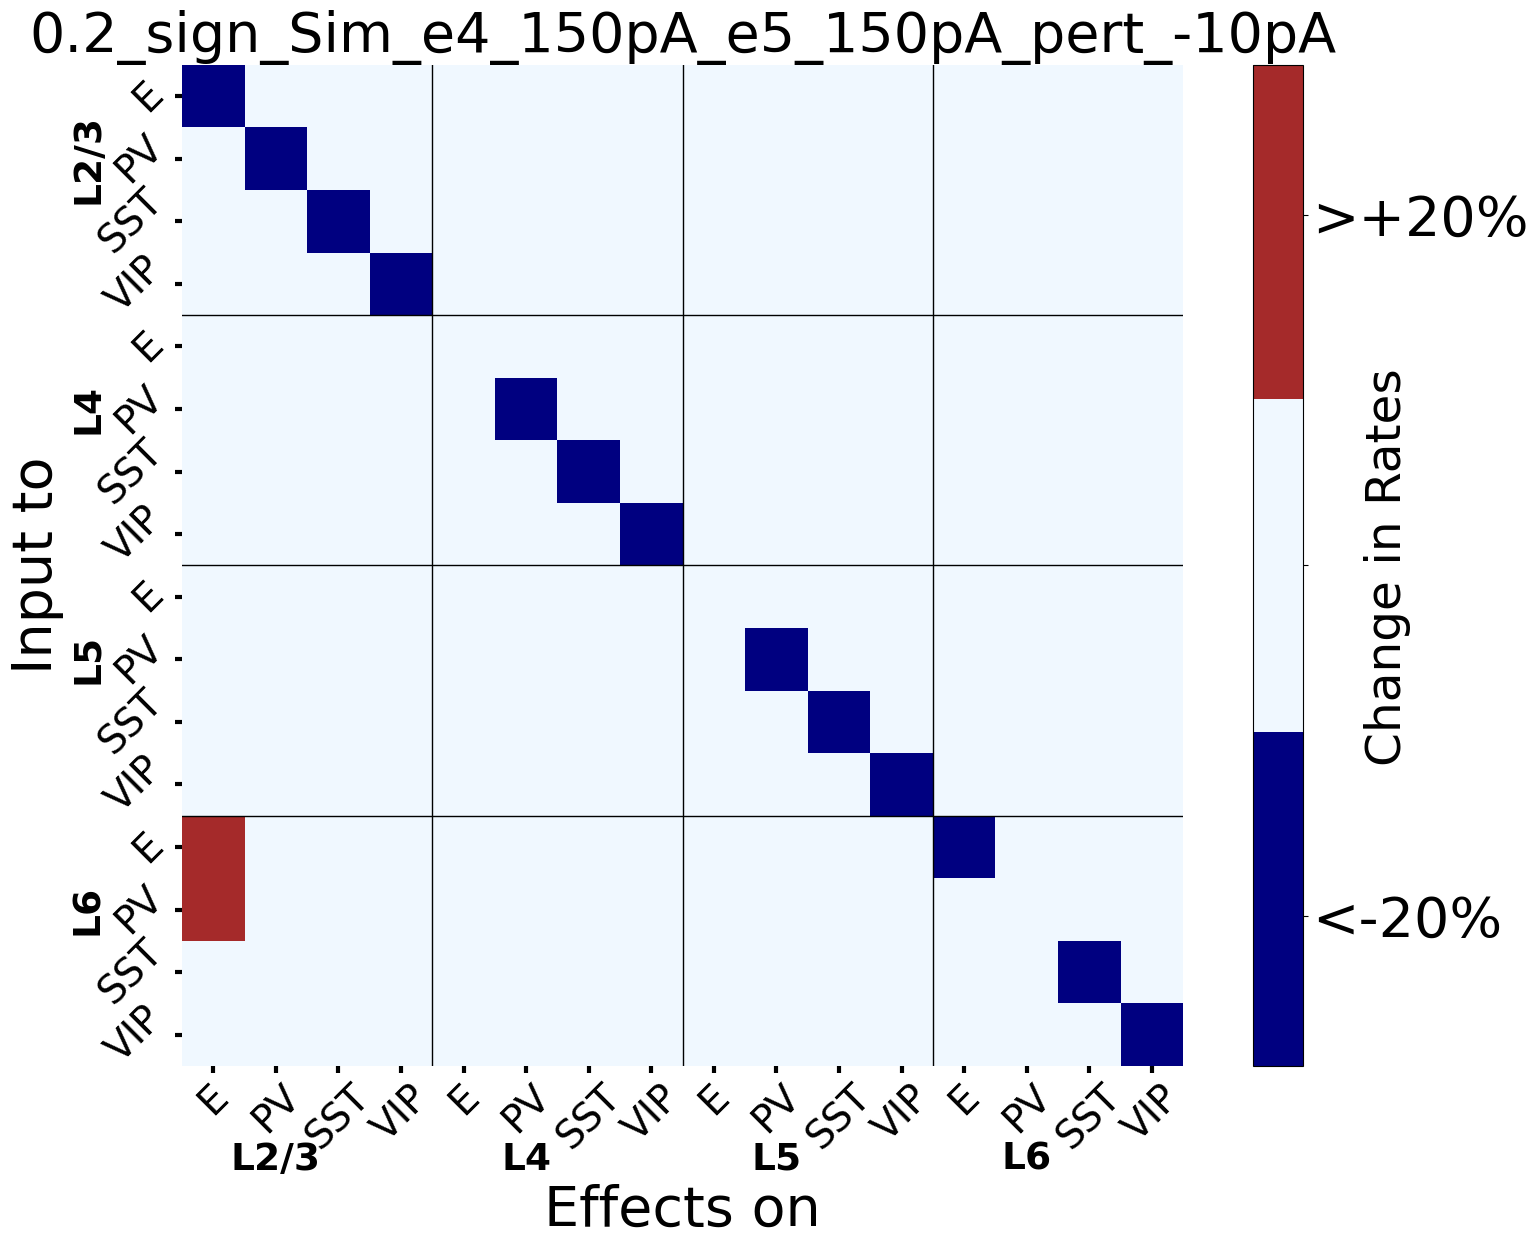 0.2_sign_Sim_e4_150pA_e5_150pA_pert_-10pA
Input to
L2/3
E
PV
SST
VIP
L4
E
PV
SST
VIP
L5
E
PV
SST
VIP
L6
E
PV
SST
VIP
E PV SST VIP E PV SST VIP E PV SST VIP E PV SST VIP
L2/3 L4 L5 L6
Effects on
>+20%
<-20%
Change in Rates